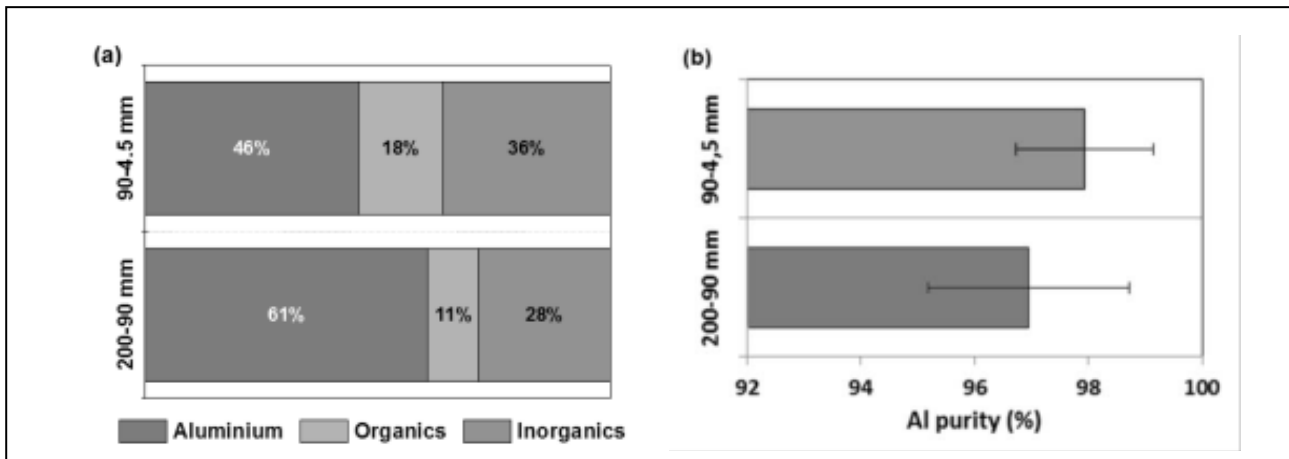 (a)
90-4.5 mm
46% 18% 36%
200-90 mm
61% 11% 28%
Aluminium Organics Inorganics
(b)
90-4,5 mm
200-90 mm
92 94 96 98 100
Al purity (%)